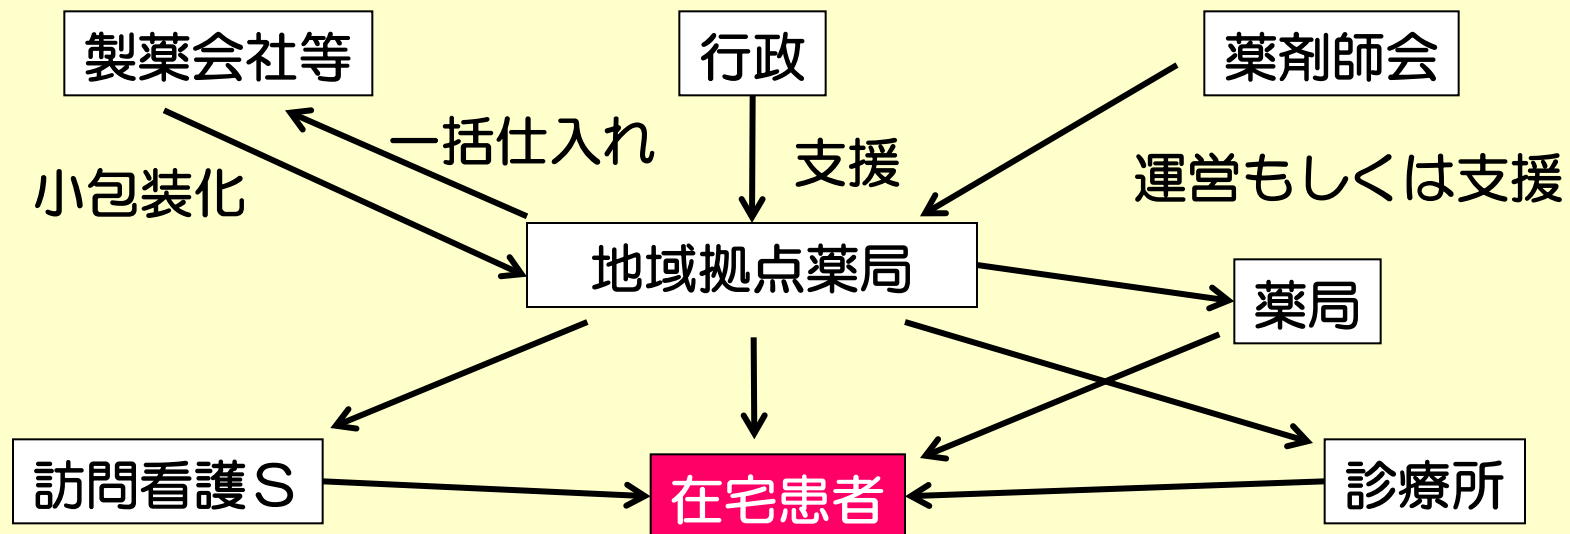 製薬会社等
行政
薬剤師会
一括仕入れ
支援
小包装化
運営もしくは支援
地域拠点薬局
薬局
訪問看護Ｓ
在宅患者
診療所